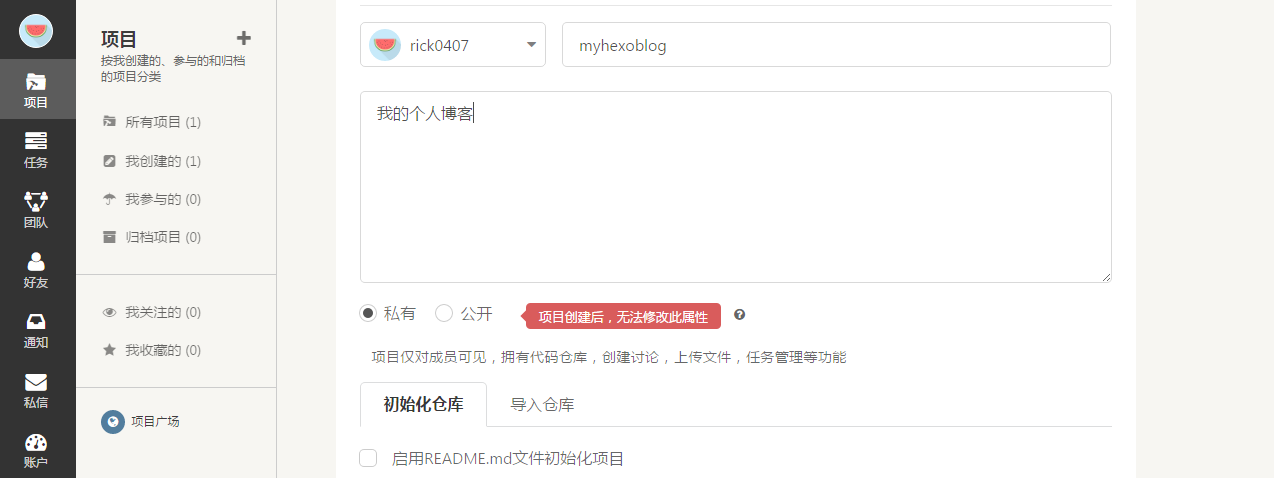 项目
任务
团队
好友
通知
私信
账户
项目
按我创建的、参与的和归档
的项目分类
所有项目 (1)
我创建的 (1)
我参与的 (0)
归档项目 (0)
我关注的 (0)
我收藏的 (0)
项目广场
rick0407
myhexoblog
我的个人博客
私有 公开 项目创建后，无法修改此属性
项目仅对成员可见，拥有代码仓库，创建讨论，上传文件，任务管理等功能
初始化仓库 导入仓库
启用README.md文件初始化项目